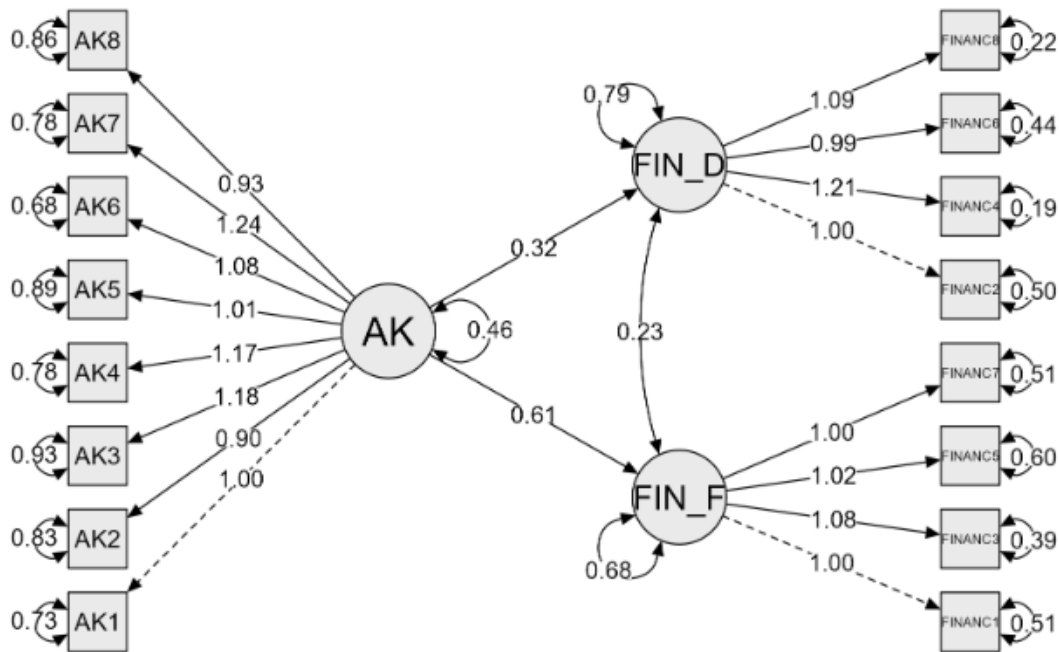 0.86 AK8
0.78 AK7
0.68 AK6
0.89 AK5
0.78 AK4
0.93 AK3
0.83 AK2
0.73 AK1
0.93
1.24
1.08
1.01
1.17
1.18
0.90
1.00
AK
0.46
0.32
0.61
0.79
FIN_D
0.23
FIN_F
0.68
1.09
0.99
1.21
1.00
1.00
1.02
1.08
1.00
FINANC8 0.22
FINANC6 0.44
FINANC4 0.19
FINANC2 0.50
FINANC7 0.51
FINANC5 0.60
FINANC3 0.39
FINANC1 0.51